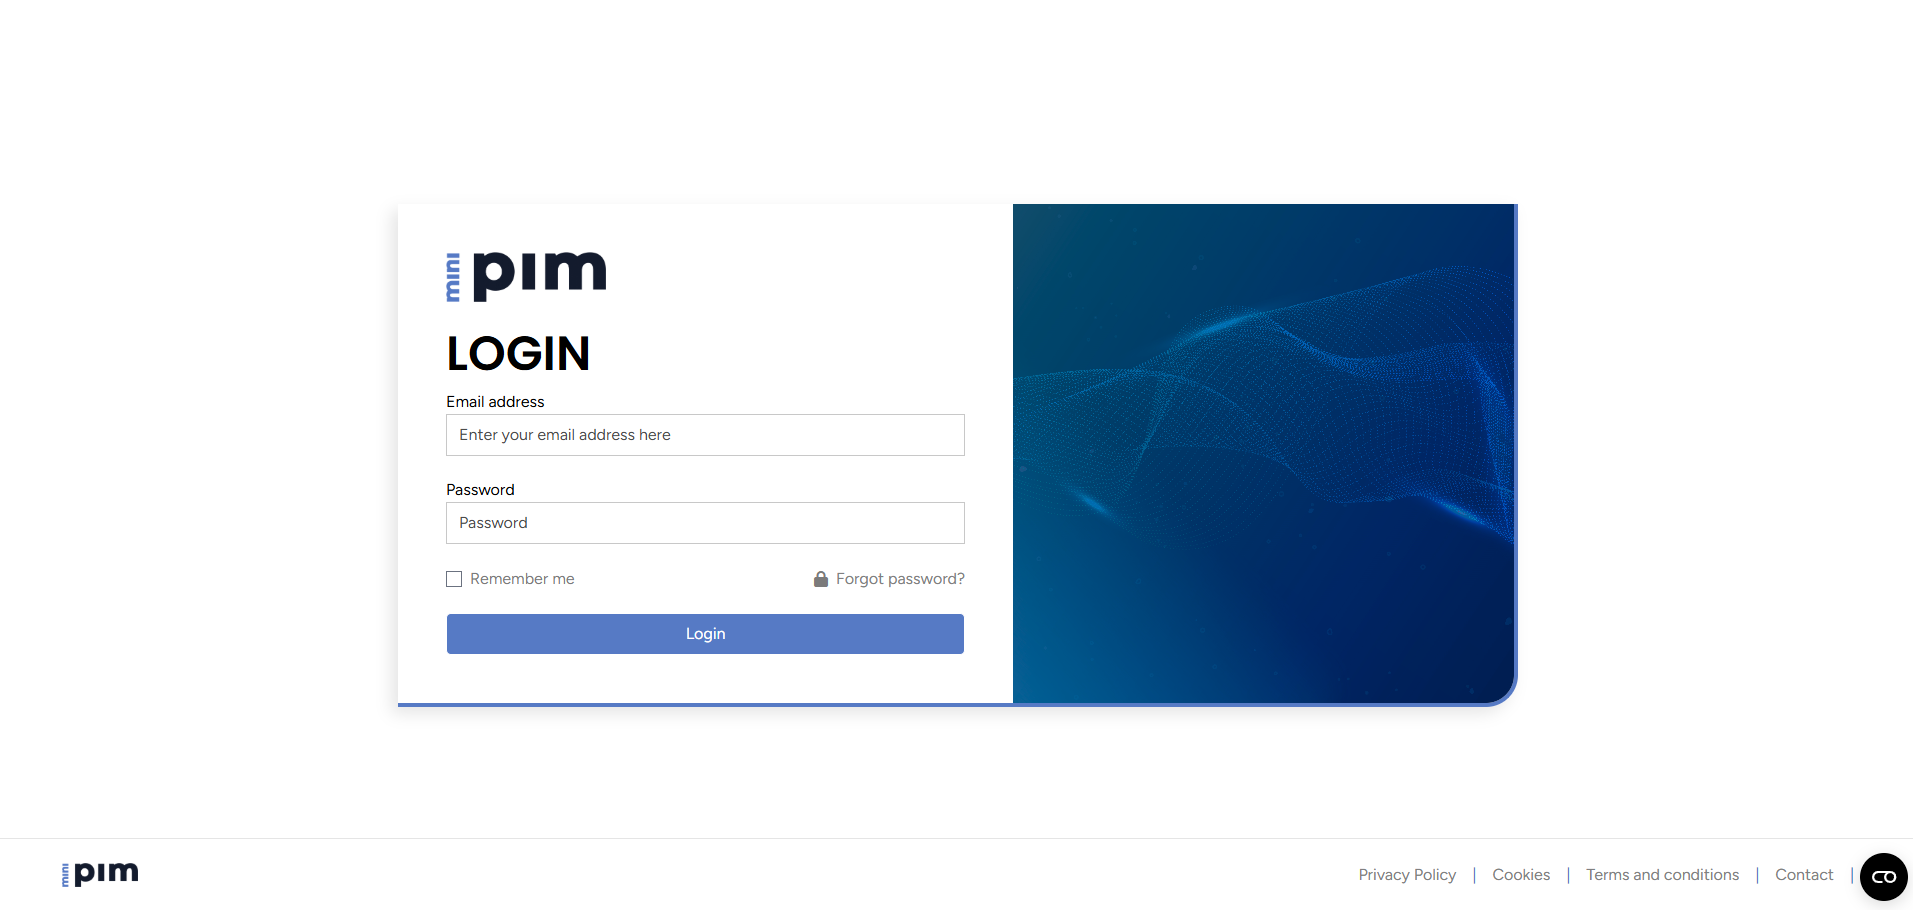 mini pim
LOGIN
Email address
Enter your email address here
Password
Password
Remember me
Forgot password?
Login
mini pim
Privacy Policy | Cookies | Terms and conditions | Contact |